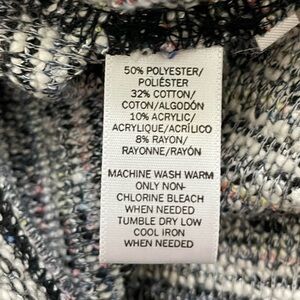 50% POLYESTER/
POLIÉSTER
32% COTTON/
COTON/ALGODÓN
10% ACRYLIC/
ACRYLIQUE/ACRÍLICO
8% RAYON/
RAYONNE/RAYÓN
MACHINE WASH WARM
ONLY NON-
CHLORINE BLEACH
WHEN NEEDED
TUMBLE DRY LOW
COOL IRON
WHEN NEEDED